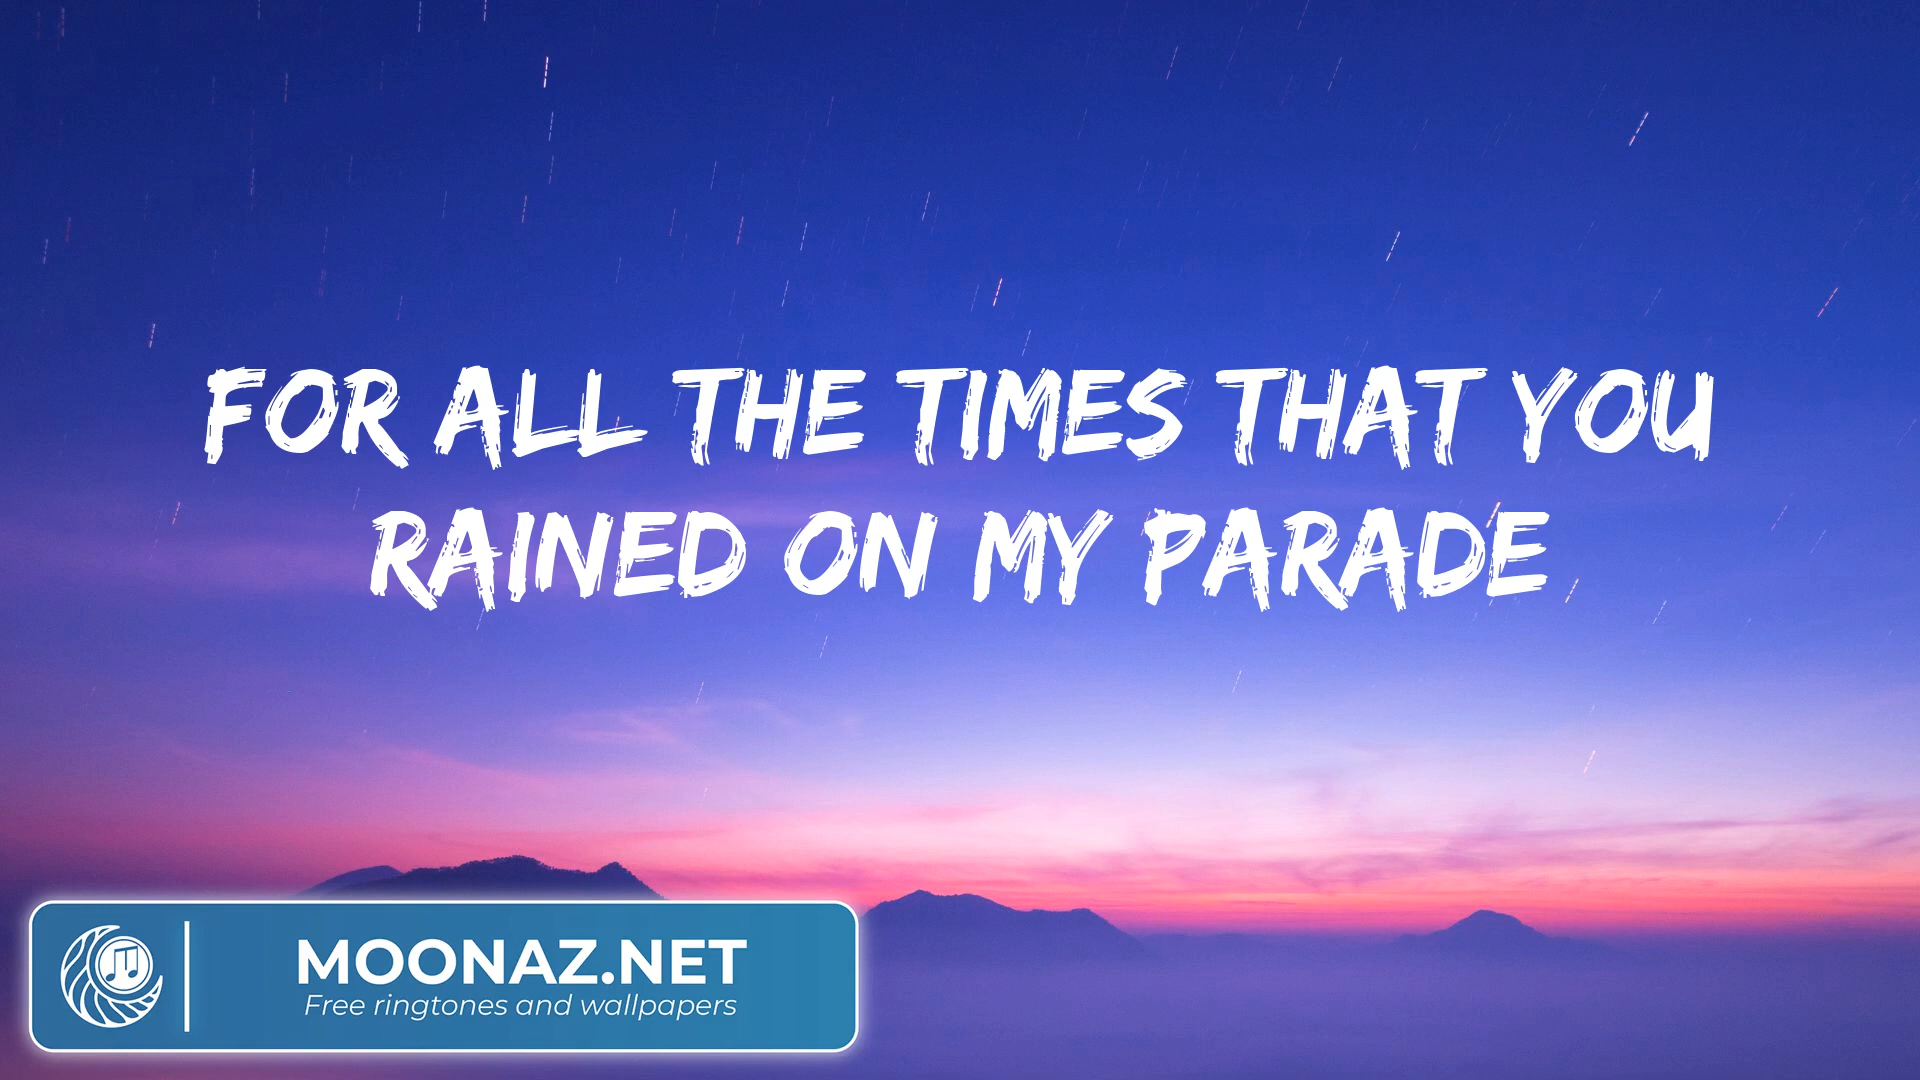 FOR ALL THE TIMES THAT YOU
RAINED ON MY PARADE
MOONAZ.NET
Free ringtones and wallpapers